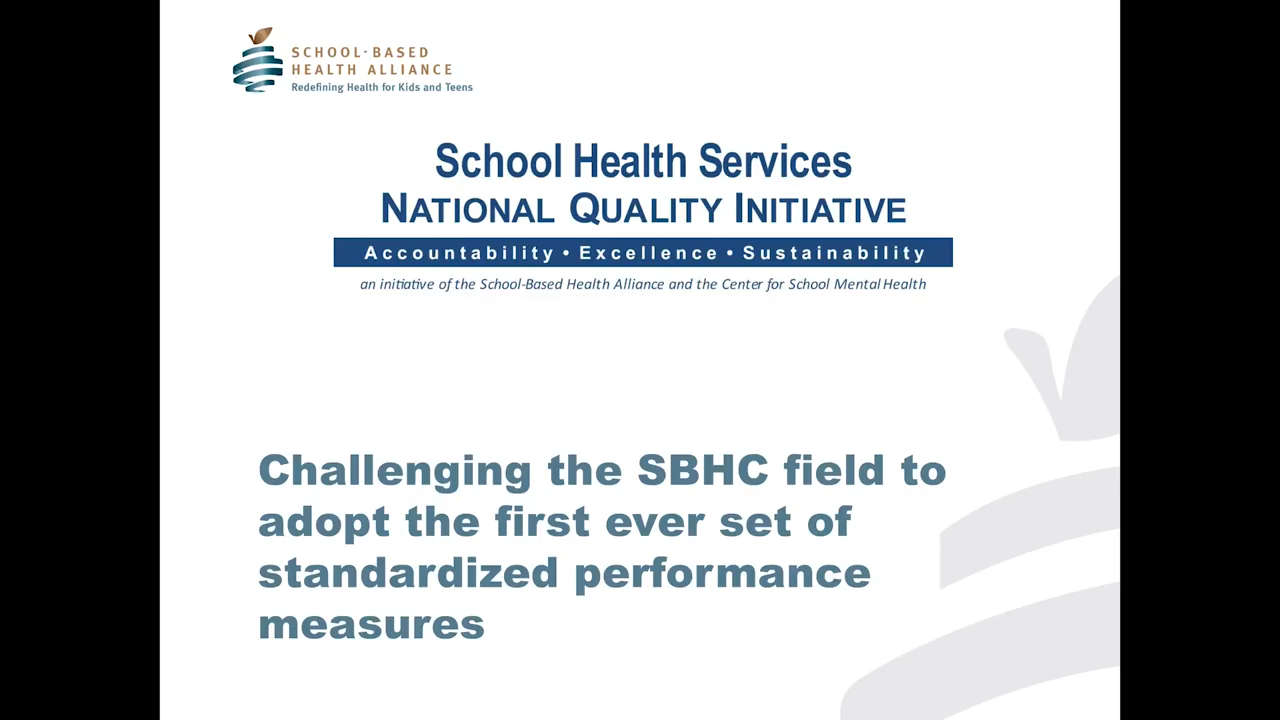 SCHOOL-BASED
HEALTH ALLIANCE
Redefining Health for Kids and Teens
School Health Services
NATIONAL QUALITY INITIATIVE
Accountability • Excellence • Sustainability
an initiative of the School-Based Health Alliance and the Center for School Mental Health
Challenging the SBHC field to
adopt the first ever set of
standardized performance
measures